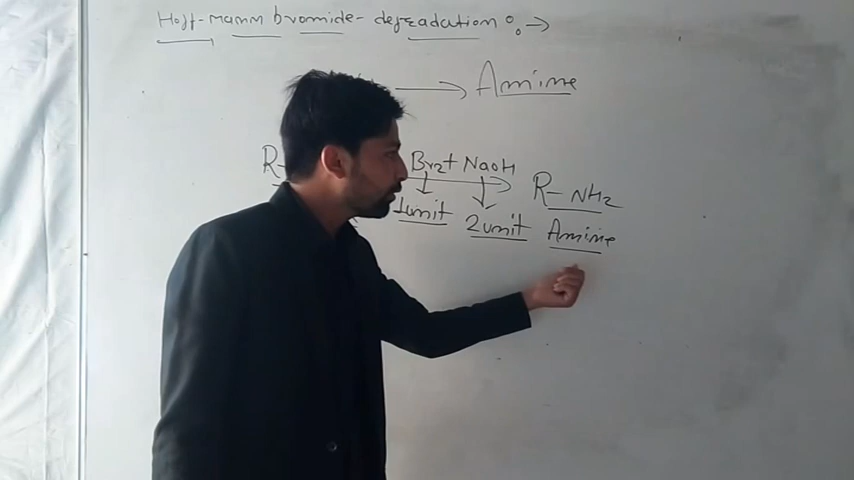 Hoff-mann bromide-degradation:→
→ Amine
R- Br2+NaoH → R-NH2
1unit 2unit Amine